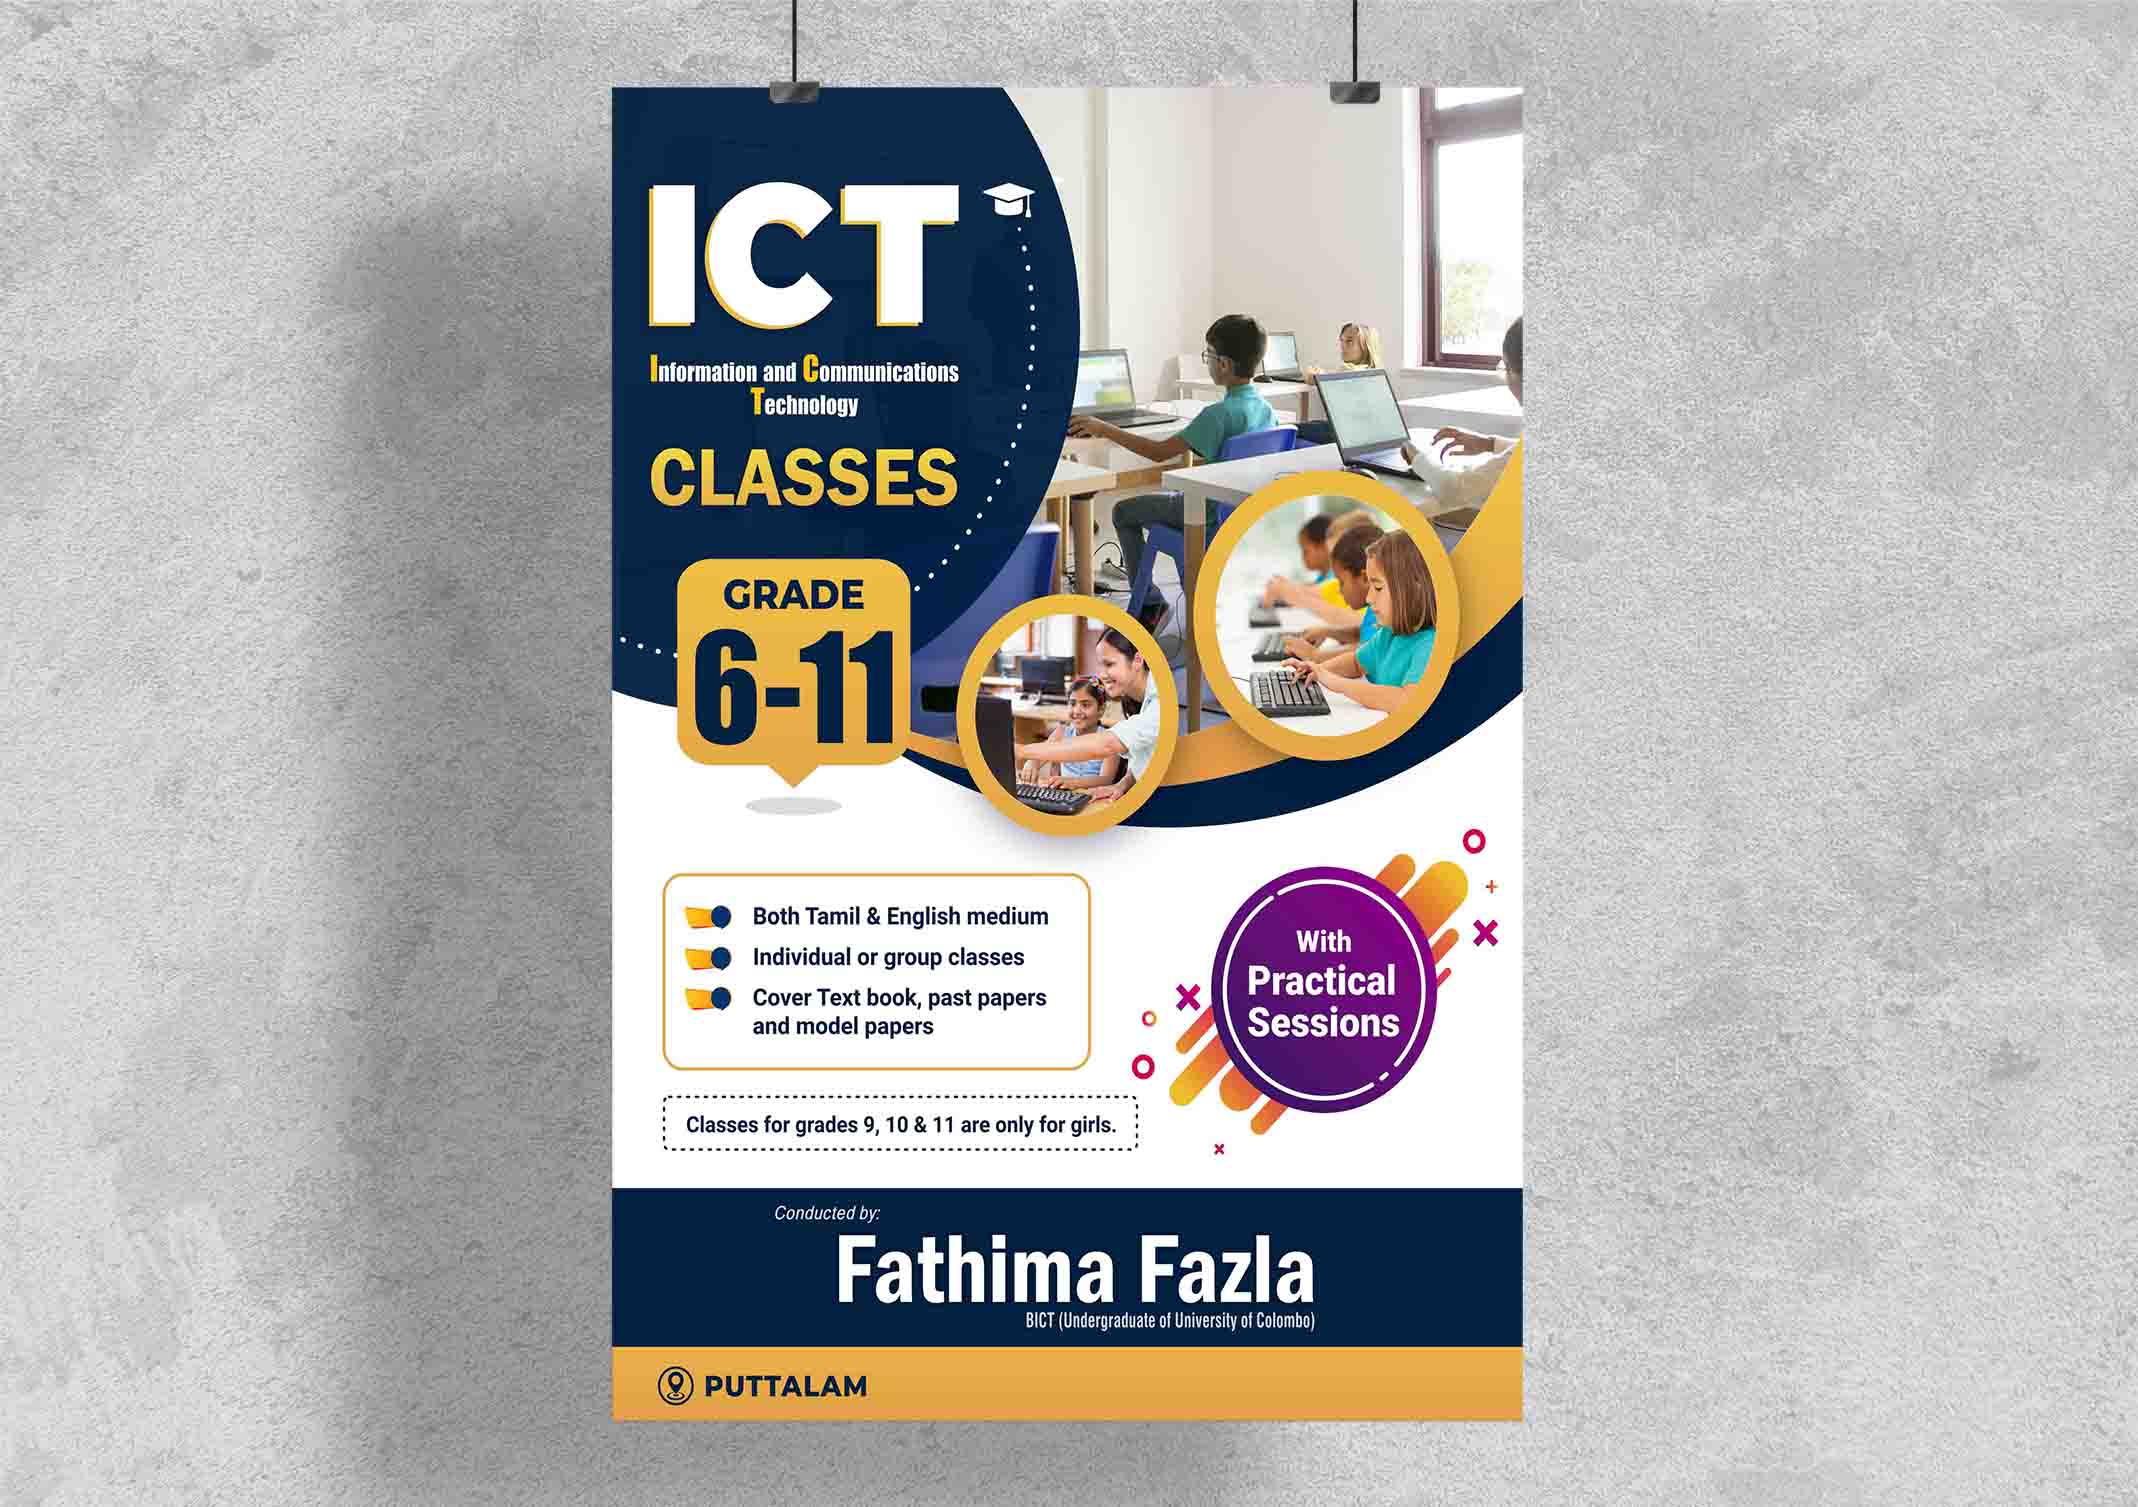 ICT
Information and Communications
Technology
CLASSES
GRADE
6-11
Both Tamil & English medium
Individual or group classes
Cover Text book, past papers
and model papers
With
Practical
Sessions
Classes for grades 9, 10 & 11 are only for girls.
Conducted by:
Fathima Fazla
BICT (Undergraduate of University of Colombo)
PUTTALAM